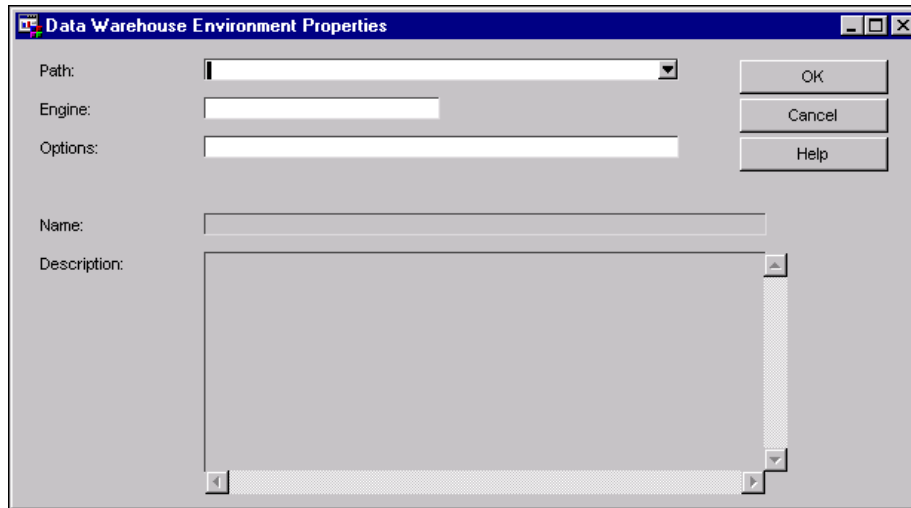 Data Warehouse Environment Properties
Path:
OK
Engine:
Cancel
Options:
Help
Name:
Description: